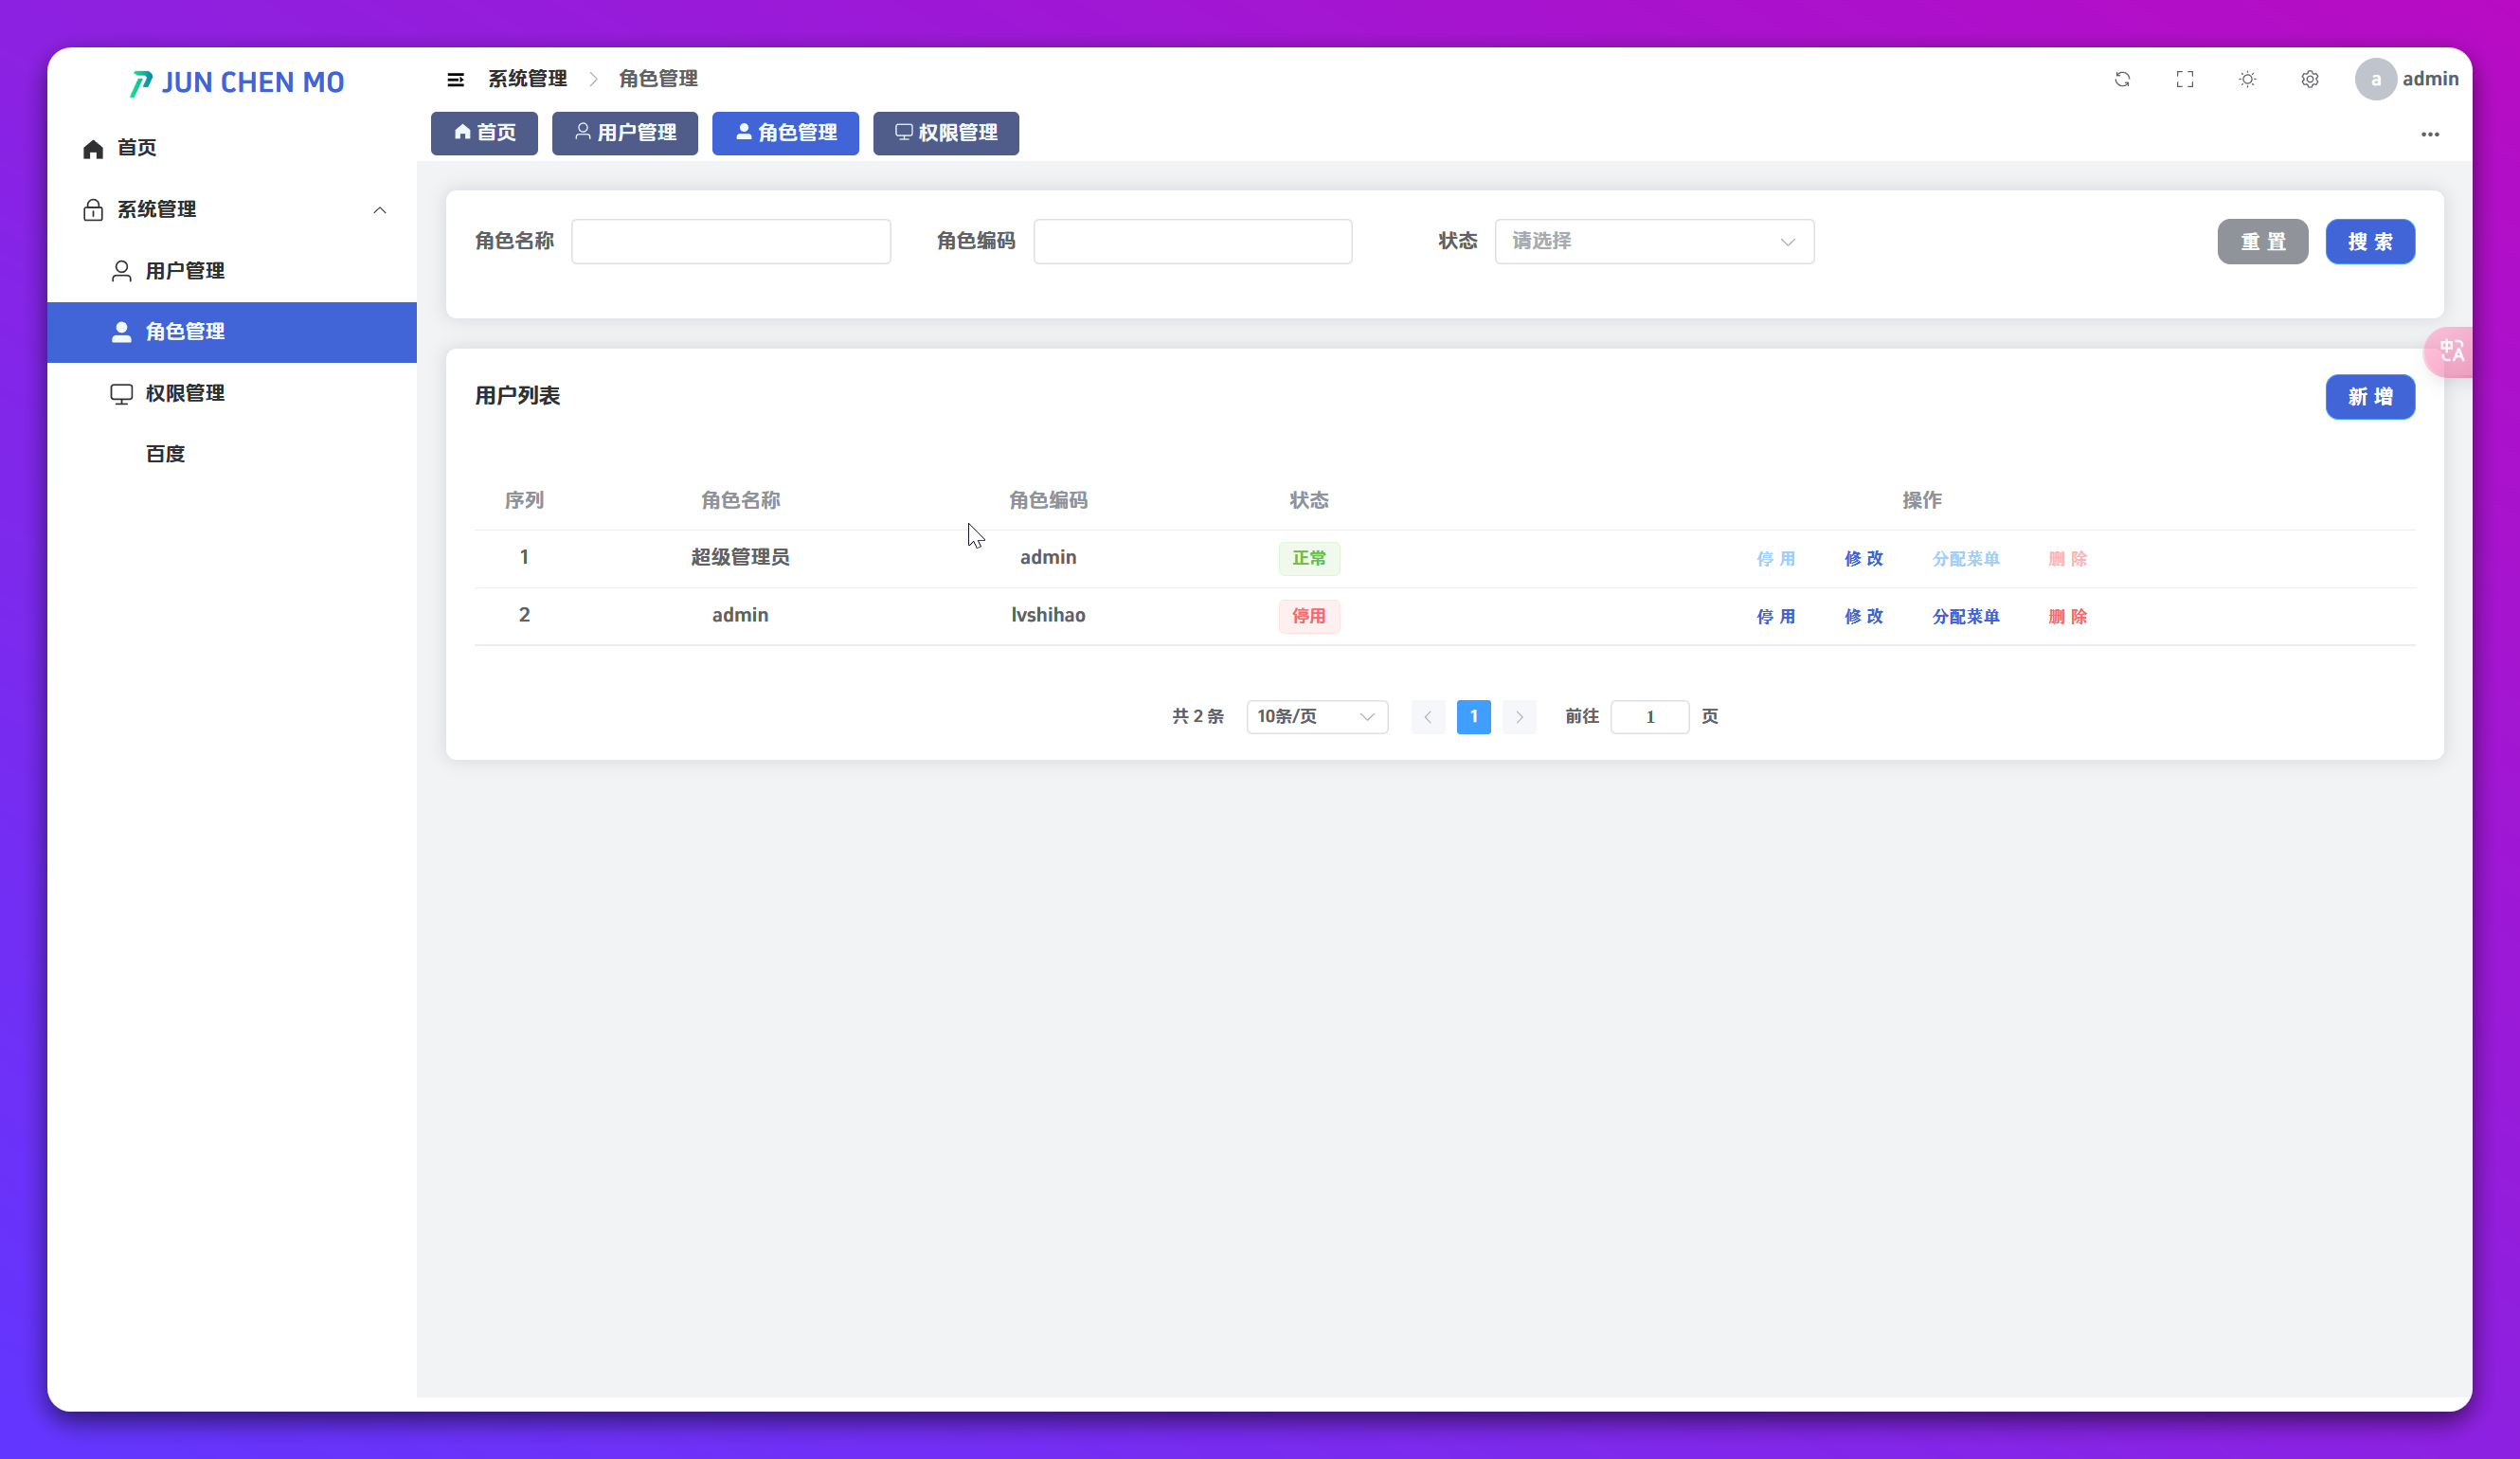 JUN CHEN MO
首页
系统管理
用户管理
角色管理
权限管理
百度
系统管理 角色管理
a admin
首页 用户管理 角色管理 权限管理
角色名称 角色编码 状态 请选择 重置 搜索
中A
用户列表 新增
序列 角色名称 角色编码 状态 操作
1 超级管理员 admin 正常 停用 修改 分配菜单 删除
2 admin lvshihao 停用 停用 修改 分配菜单 删除
共 2 条 10条/页 1 前往 1 页